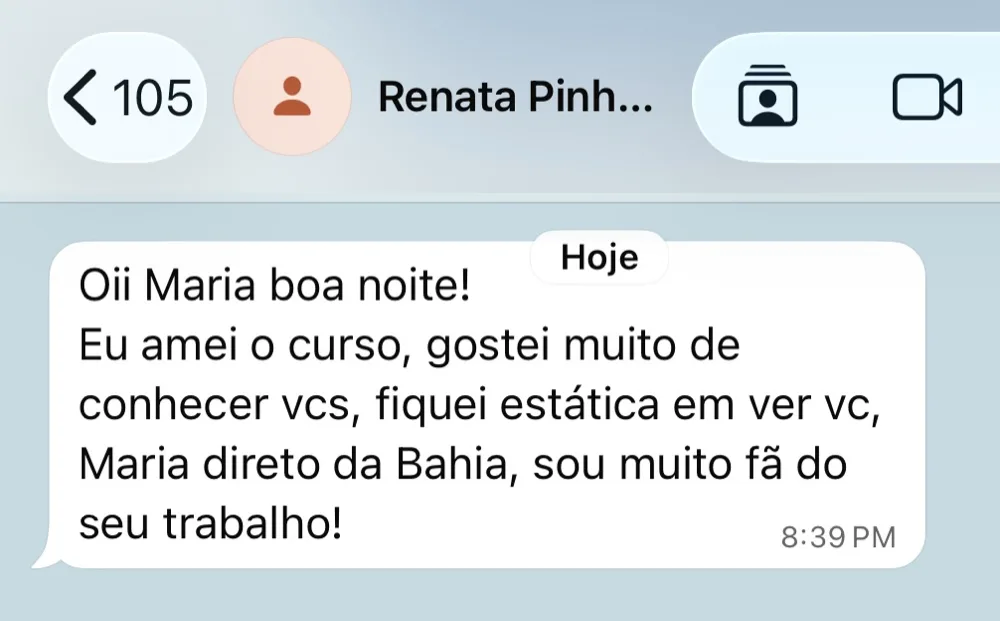 105
Renata Pinh...
Hoje
Oii Maria boa noite!
Eu amei o curso, gostei muito de
conhecer vcs, fiquei estática em ver vc,
Maria direto da Bahia, sou muito fã do
seu trabalho!
8:39 PM